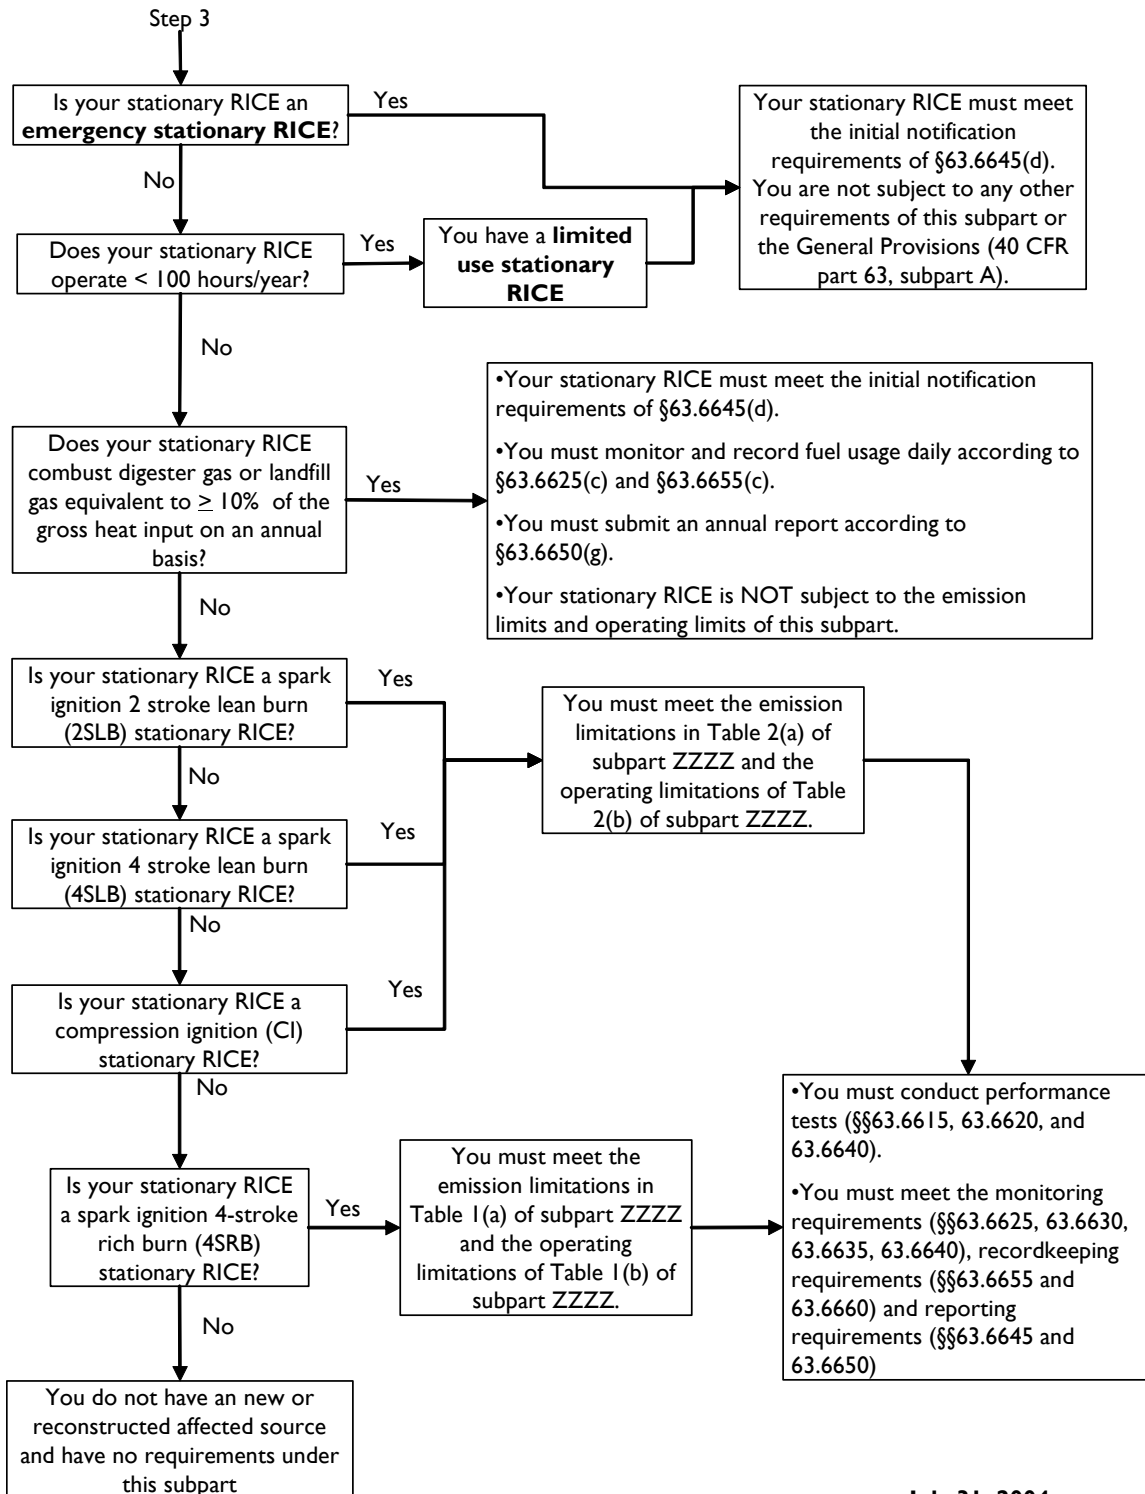 Step 3
Is your stationary RICE an
emergency stationary RICE?
Yes
Your stationary RICE must meet
the initial notification
requirements of §63.6645(d).
You are not subject to any other
requirements of this subpart or
the General Provisions (40 CFR
part 63, subpart A).
No
Does your stationary RICE
operate < 100 hours/year?
Yes
You have a limited
use stationary
RICE
No
•Your stationary RICE must meet the initial notification
requirements of §63.6645(d).
•You must monitor and record fuel usage daily according to
§63.6625(c) and §63.6655(c).
•You must submit an annual report according to
§63.6650(g).
•Your stationary RICE is NOT subject to the emission
limits and operating limits of this subpart.
Does your stationary RICE
combust digester gas or landfill
gas equivalent to ≥ 10% of the
gross heat input on an annual
basis?
Yes
No
Is your stationary RICE a spark
ignition 2 stroke lean burn
(2SLB) stationary RICE?
Yes
You must meet the emission
limitations in Table 2(a) of
subpart ZZZZ and the
operating limitations of Table
2(b) of subpart ZZZZ.
No
Is your stationary RICE a spark
ignition 4 stroke lean burn
(4SLB) stationary RICE?
Yes
No
Is your stationary RICE a
compression ignition (CI)
stationary RICE?
Yes
No
Is your stationary RICE
a spark ignition 4-stroke
rich burn (4SRB)
stationary RICE?
Yes
You must meet the
emission limitations in
Table 1(a) of subpart ZZZZ
and the operating
limitations of Table 1(b) of
subpart ZZZZ.
•You must conduct performance
tests (§§63.6615, 63.6620, and
63.6640).
•You must meet the monitoring
requirements (§§63.6625, 63.6630,
63.6635, 63.6640), recordkeeping
requirements (§§63.6655 and
63.6660) and reporting
requirements (§§63.6645 and
63.6650)
No
You do not have an new or
reconstructed affected source
and have no requirements under
this subpart
July 31, 2004